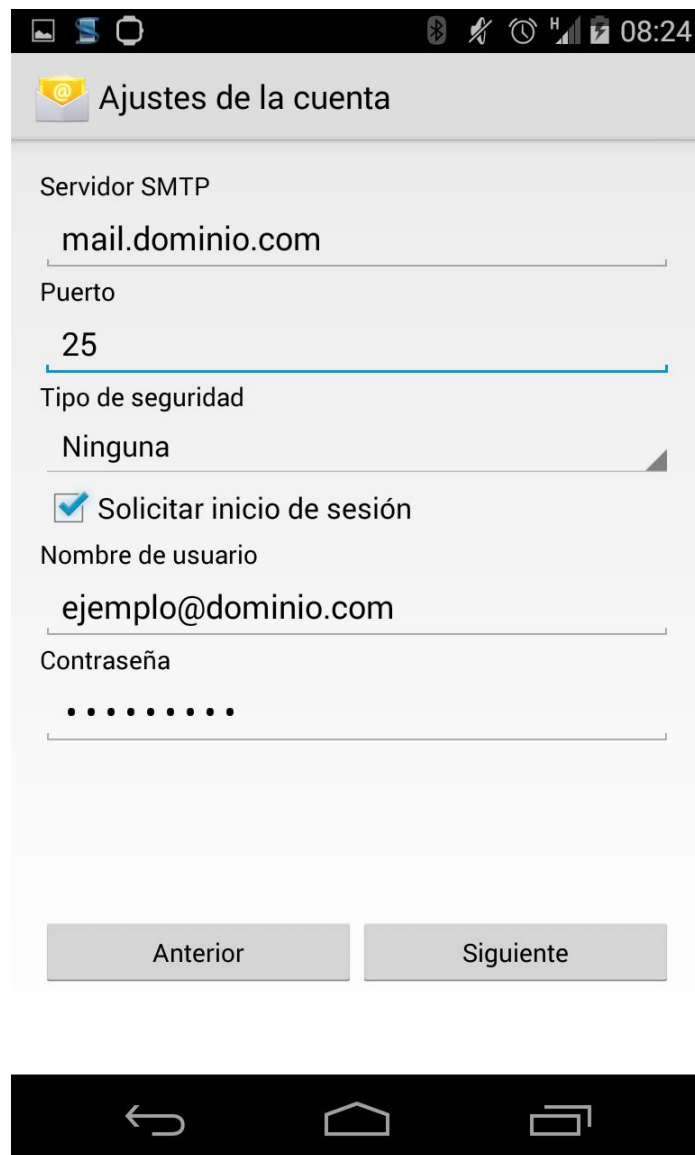 H 08:24
@ Ajustes de la cuenta
Servidor SMTP
mail.dominio.com
Puerto
25
Tipo de seguridad
Ninguna
Solicitar inicio de sesión
Nombre de usuario
ejemplo@dominio.com
Contraseña
•••••••••
Anterior Siguiente